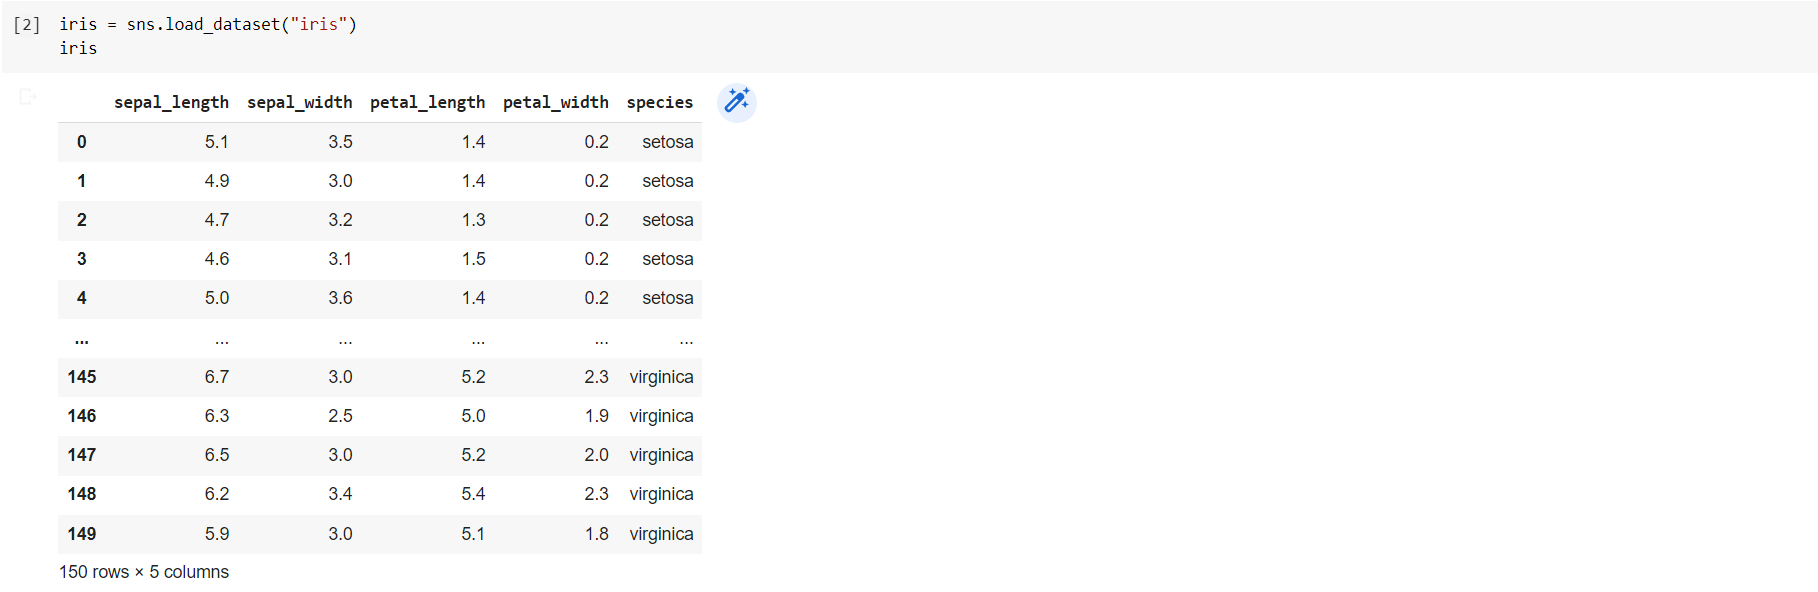 [2] iris = sns.load_dataset("iris")
iris
sepal_length sepal_width petal_length petal_width species
0 5.1 3.5 1.4 0.2 setosa
1 4.9 3.0 1.4 0.2 setosa
2 4.7 3.2 1.3 0.2 setosa
3 4.6 3.1 1.5 0.2 setosa
4 5.0 3.6 1.4 0.2 setosa
... ... ... ... ... ...
145 6.7 3.0 5.2 2.3 virginica
146 6.3 2.5 5.0 1.9 virginica
147 6.5 3.0 5.2 2.0 virginica
148 6.2 3.4 5.4 2.3 virginica
149 5.9 3.0 5.1 1.8 virginica
150 rows × 5 columns